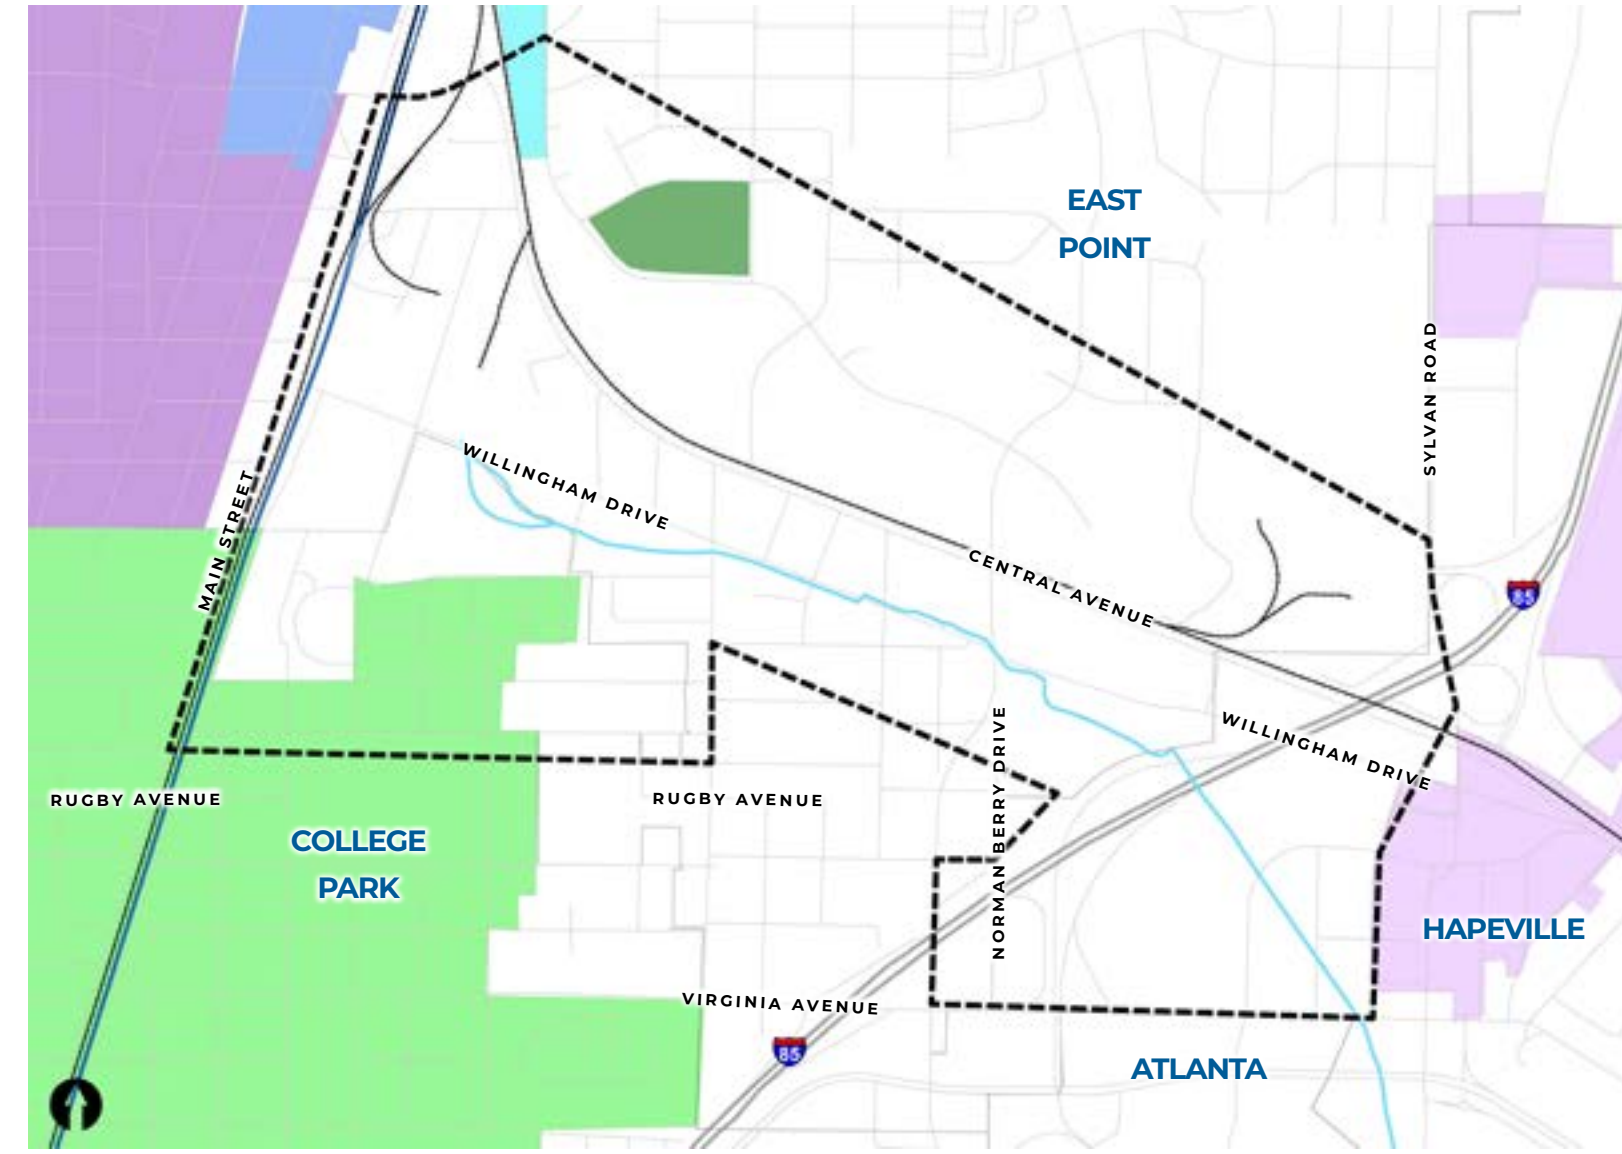 EAST
POINT
SYLVAN ROAD
WILLINGHAM DRIVE
MAIN STREET
CENTRAL AVENUE
85
WILLINGHAM DRIVE
NORMAN BERRY DRIVE
RUGBY AVENUE
RUGBY AVENUE
COLLEGE
PARK
HAPEVILLE
VIRGINIA AVENUE
85
ATLANTA